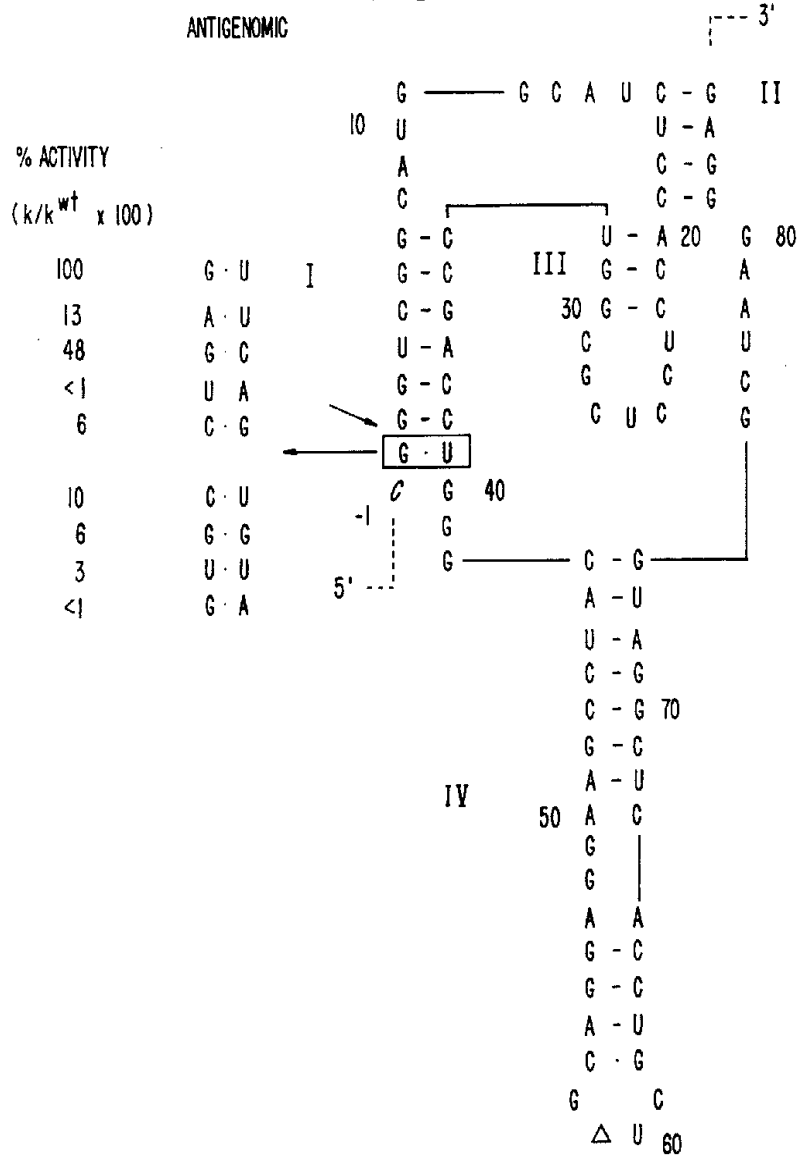 ANTIGENOMIC
3'
G G C A U C - G II
10 U U - A
A C - G
C C - G
% ACTIVITY
(k/k^wt x 100)
G - C U - A 20 G 80
100 G · U I G - C III G - C A
13 A · U C - G 30 G - C A
48 G · C U - A C U U
<1 U A G - C G C C
6 C · G G - C C U C G
G · U
10 C · U C G 40
-1
6 G · G G
3 U · U 5' G C - G
<1 G · A A - U
U - A
C - G
C - G 70
G - C
IV A - U
50 A C
G
G
A A
G - C
G - C
A - U
C · G
G C
Δ U 60